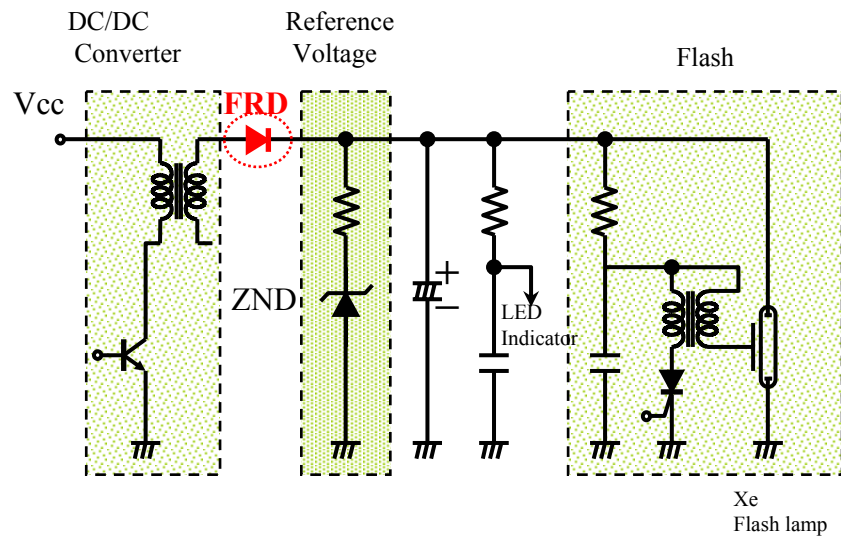 DC/DC
Converter
Reference
Voltage
Flash
Vcc
FRD
ZND
+
−
LED
Indicator
Xe
Flash lamp